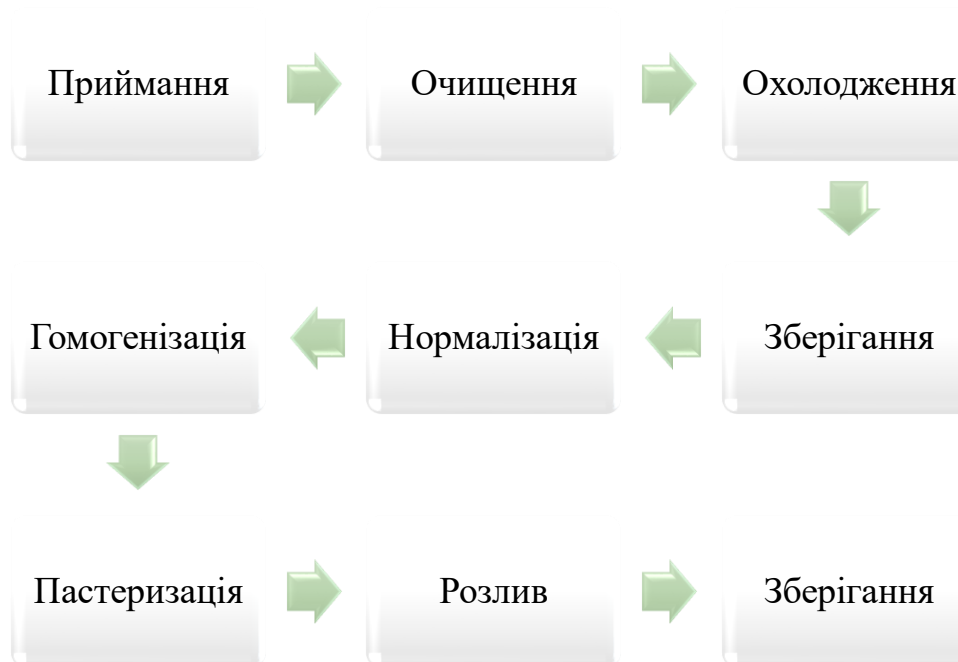 Приймання
Очищення
Охолодження
Зберігання
Нормалізація
Гомогенізація
Пастеризація
Розлив
Зберігання